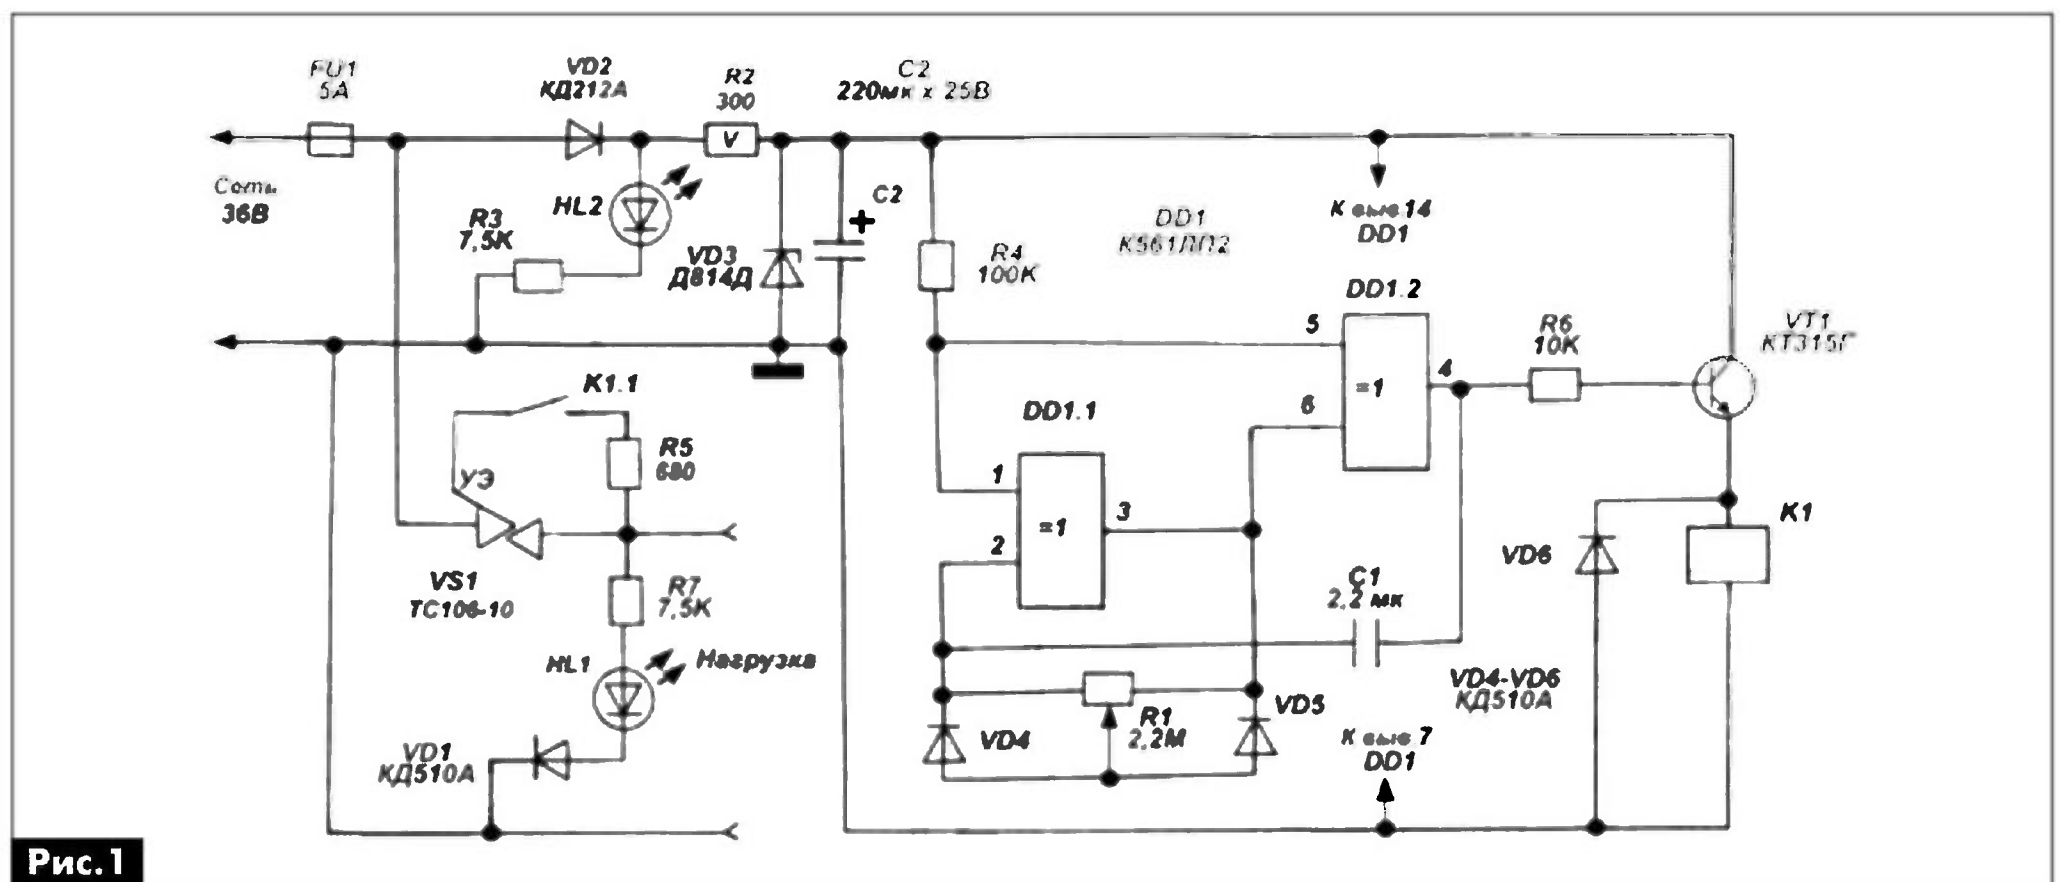 FU1
5А
VD2
КД212А
R2
300
V
C2
220мк х 25В
Сеть
36В
HL2
R3
7,5К
VD3
Д814Д
C2
+
R4
100К
DD1
К561ЛП2
К выв.14
DD1
DD1.2
5
6
4
=1
R6
10К
VT1
КТ315Г
K1.1
R5
680
УЭ
VS1
ТС106-10
R7
7,5К
HL1
Нагрузка
VD1
КД510А
DD1.1
1
2
3
=1
C1
2,2 мк
VD4
R1
2,2М
VD5
VD4-VD6
КД510А
К выв.7
DD1
VD6
K1
Рис.1